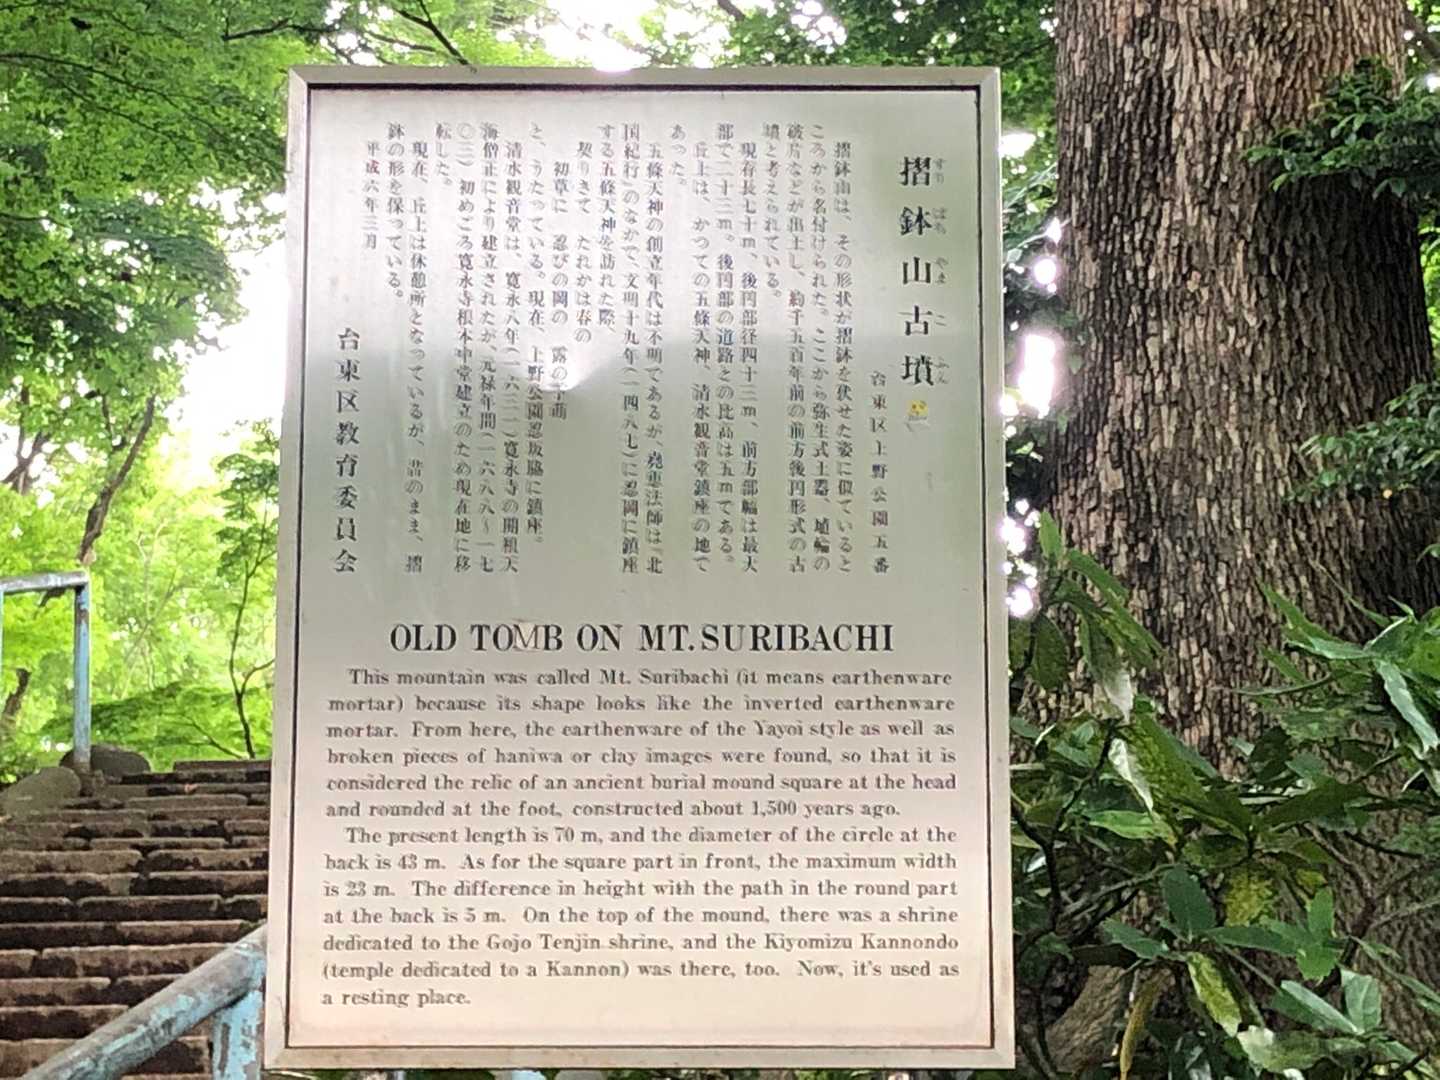 摺鉢山古墳
すり ばち やま こ ふん
台東区上野公園五番
摺鉢山は、その形状が摺鉢を伏せた姿に似ていると
ころから名付けられた。ここから弥生式土器、埴輪の
破片などが出土し、約千五百年前の前方後円形式の古
墳と考えられている。
現存長七十m、後円部径四十三m、前方部幅は最大
部で二十三m。後円部の道路との比高は五mである。
丘上は、かつての五條天神、清水観音堂鎮座の地で
あった。
五條天神の創立年代は不明であるが、堯恵法師は『北
国紀行』のなかで、文明十九年(一四八七)に忍岡に鎮座
する五條天神を訪れた際、
契りきて たれかは春の
初草に 忍びの岡の 露の下萌
と、うたっている。現在、上野公園忍坂脇に鎮座。
清水観音堂は、寛永八年(一六三一)寛永寺の開祖天
海僧正により建立されたが、元禄年間(一六八八〜一七
〇三)初めごろ寛永寺根本中堂建立のため現在地に移
転した。
現在、丘上は休憩所となっているが、昔のまま、摺
鉢の形を保っている。
平成六年三月
台東区教育委員会
OLD TOMB ON MT. SURIBACHI
This mountain was called Mt. Suribachi (it means earthenware
mortar) because its shape looks like the inverted earthenware
mortar. From here, the earthenware of the Yayoi style as well as
broken pieces of haniwa or clay images were found, so that it is
considered the relic of an ancient burial mound square at the head
and rounded at the foot, constructed about 1,500 years ago.
The present length is 70 m, and the diameter of the circle at the
back is 43 m. As for the square part in front, the maximum width
is 23 m. The difference in height with the path in the round part
at the back is 5 m. On the top of the mound, there was a shrine
dedicated to the Gojo Tenjin shrine, and the Kiyomizu Kannondo
(temple dedicated to a Kannon) was there, too. Now, it's used as
a resting place.